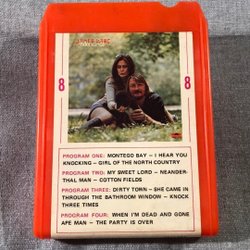 8
8
PROGRAM ONE: MONTEGO BAY – I HEAR YOU
KNOCKING – GIRL OF THE NORTH COUNTRY
PROGRAM TWO: MY SWEET LORD – NEANDER-
THAL MAN – COTTON FIELDS
PROGRAM THREE: DIRTY TOWN – SHE CAME IN
THROUGH THE BATHROOM WINDOW – KNOCK
THREE TIMES
PROGRAM FOUR: WHEN I'M DEAD AND GONE
APE MAN – THE PARTY IS OVER